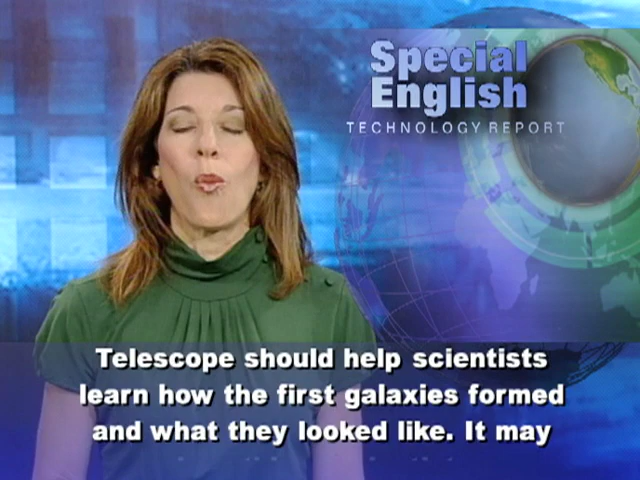 Special
English
TECHNOLOGY REPORT
Telescope should help scientists
learn how the first galaxies formed
and what they looked like. It may